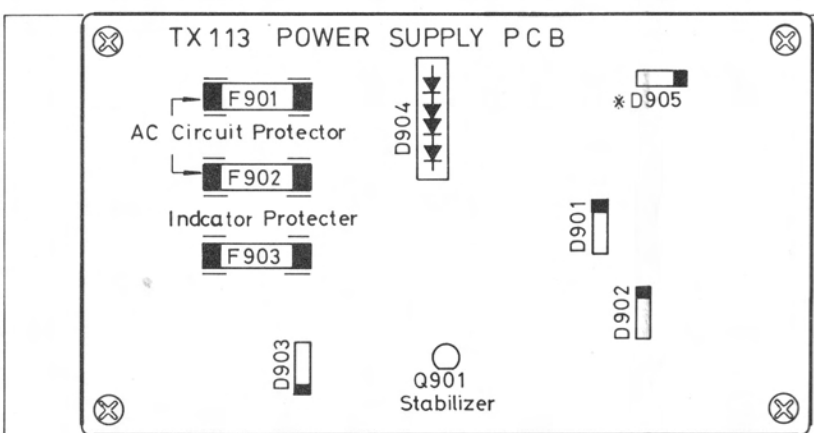 TX113 POWER SUPPLY PCB
F901
D904
※D905
AC Circuit Protector
F902
D901
Indcator Protecter
F903
D902
D903
Q901
Stabilizer